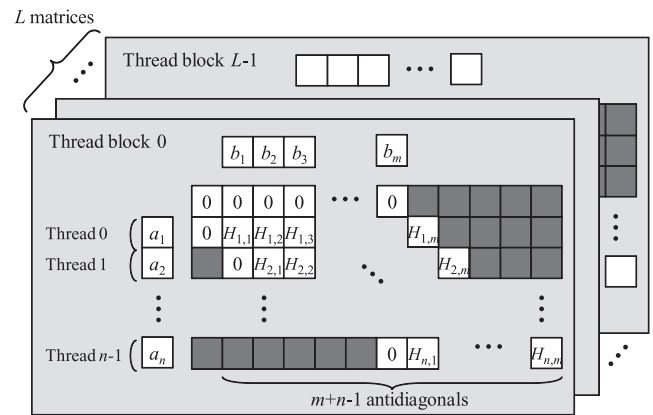 L matrices
Thread block L-1
...
Thread block 0
b1 b2 b3 bm
0 0 0 0 ... 0
Thread 0 a1 0 H1,1 H1,2 H1,3 H1,m
Thread 1 a2 0 H2,1 H2,2 H2,m
Thread n-1 an 0 Hn,1 ... Hn,m
m+n-1 antidiagonals